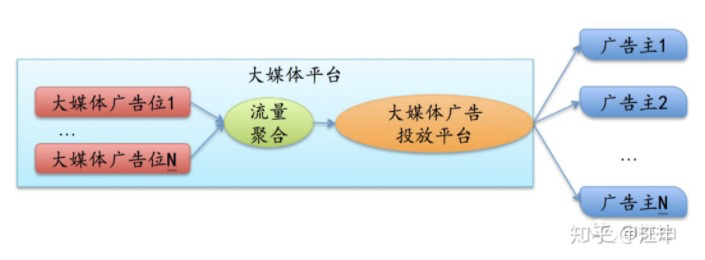 大媒体平台
大媒体广告位1
...
大媒体广告位N
流量
聚合
大媒体广告
投放平台
广告主1
广告主2
...
广告主N
知乎